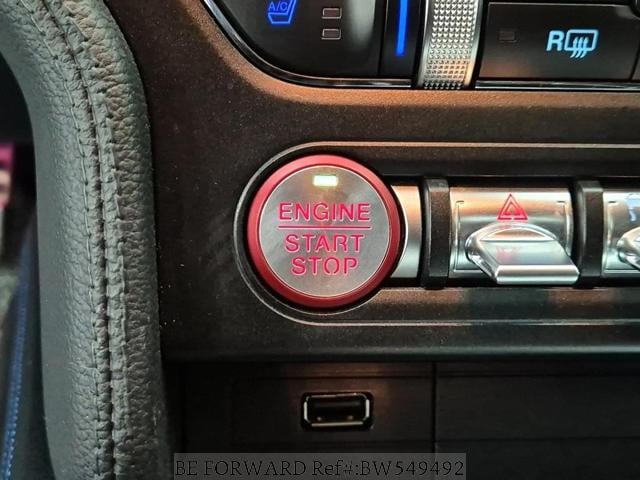 A/C
R
ENGINE
START
STOP
BE FORWARD Ref#:BW549492